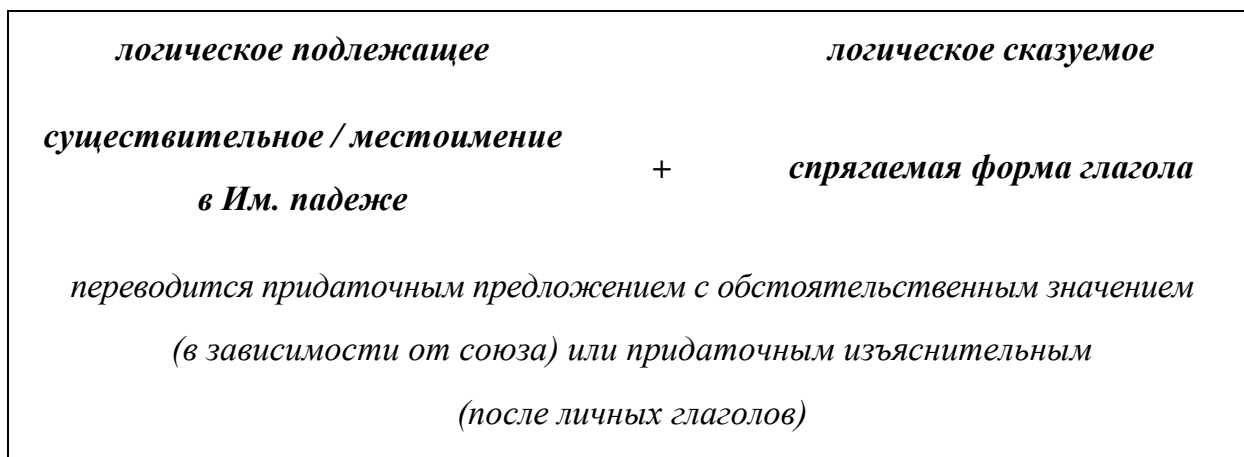 логическое подлежащее логическое сказуемое
существительное / местоимение
в Им. падеже
+ спрягаемая форма глагола
переводится придаточным предложением с обстоятельственным значением
(в зависимости от союза) или придаточным изъяснительным
(после личных глаголов)